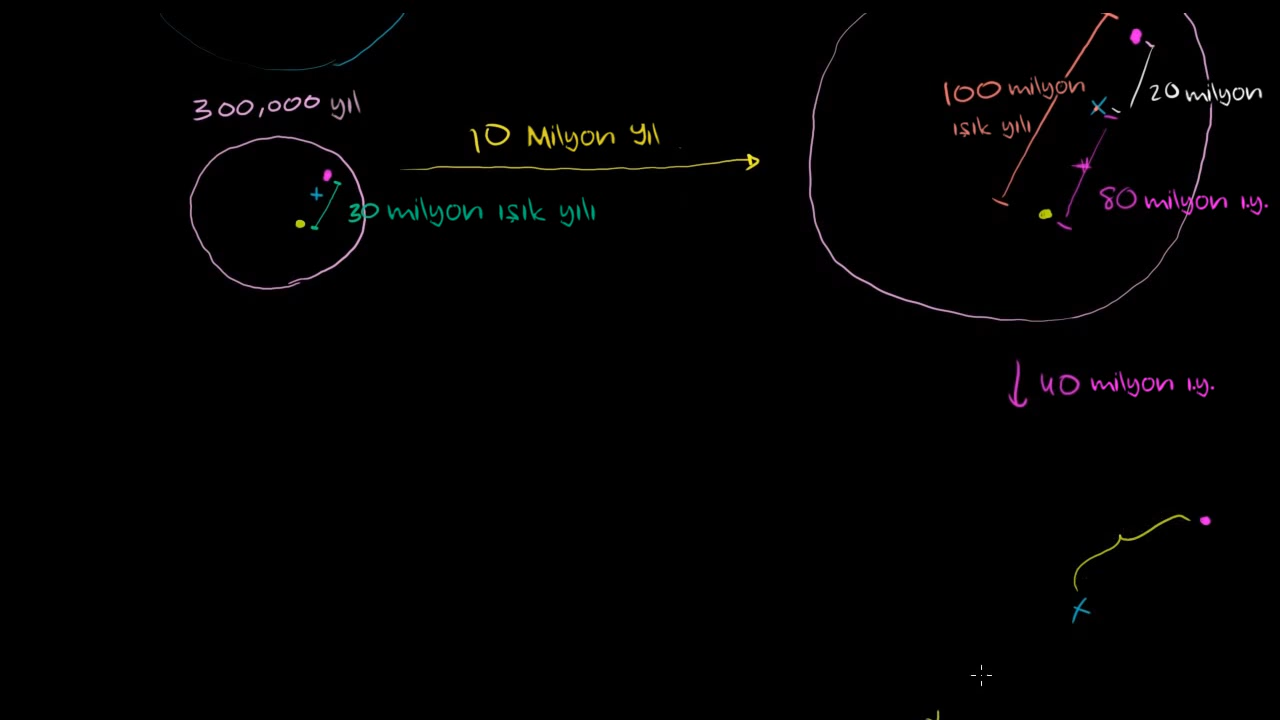 300,000 yıl
10 Milyon Yıl
30 milyon ışık yılı
100 milyon
ışık yılı
20 milyon
80 milyon ı.y.
40 milyon ı.y.